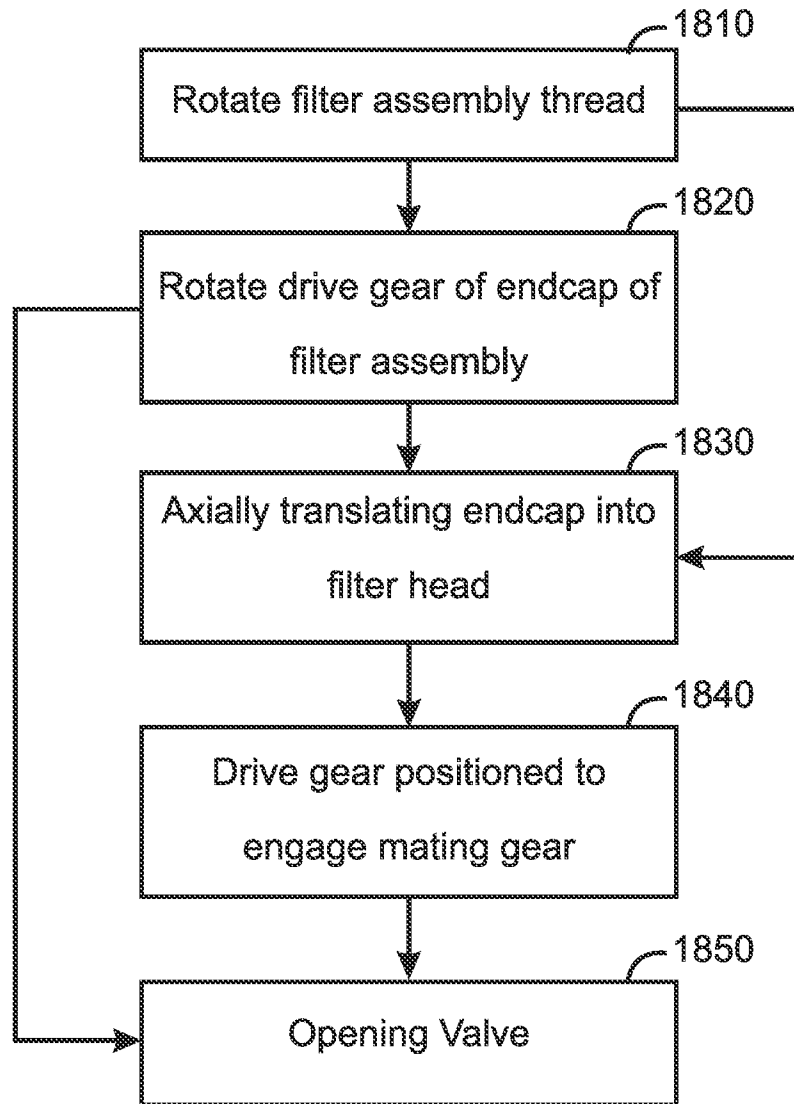 1810
Rotate filter assembly thread
1820
Rotate drive gear of endcap of
filter assembly
1830
Axially translating endcap into
filter head
1840
Drive gear positioned to
engage mating gear
1850
Opening Valve